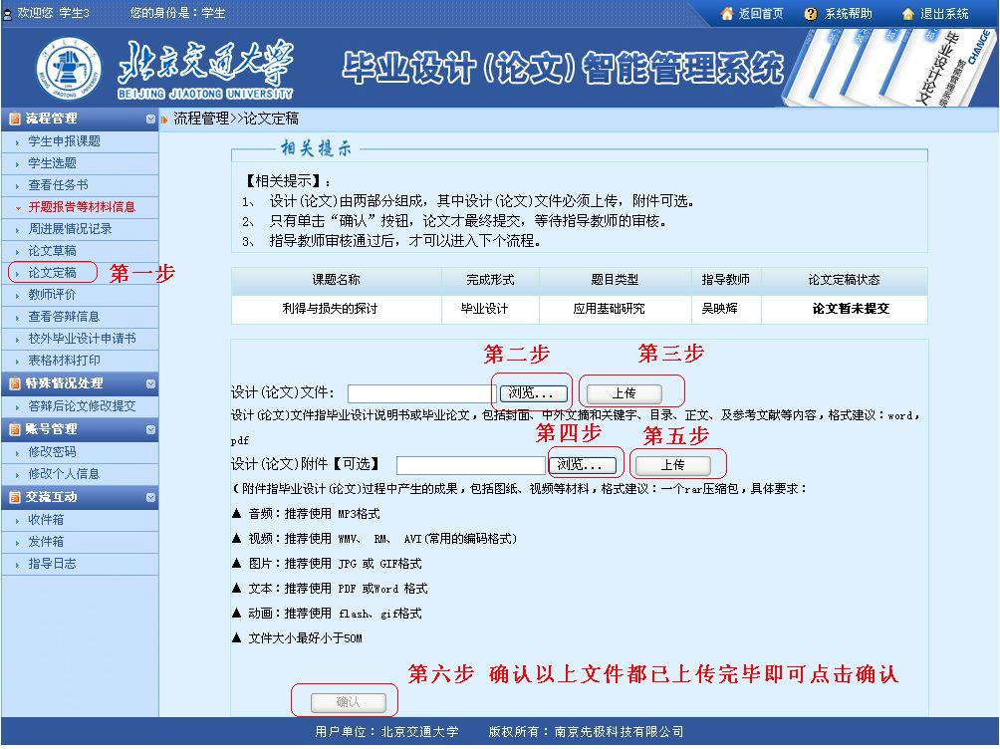 欢迎您 学生3 您的身份是：学生 返回首页 系统帮助 退出系统
北京交通大学
BEIJING JIAOTONG UNIVERSITY
毕业设计(论文)智能管理系统
毕业设计论文
智能管理系统
CHANGE
流程管理
学生申报课题
学生选题
查看任务书
开题报告等材料信息
周进展情况记录
论文草稿
论文定稿 第一步
教师评价
查看答辩信息
校外毕业设计申请书
表格材料打印
特殊情况处理
答辩后论文修改提交
账号管理
修改密码
修改个人信息
交流互动
收件箱
发件箱
指导日志
流程管理>>论文定稿
相关提示
【相关提示】：
1、 设计(论文)由两部分组成，其中设计(论文)文件必须上传，附件可选。
2、 只有单击“确认”按钮，论文才最终提交，等待指导教师的审核。
3、 指导教师审核通过后，才可以进入下个流程。
课题名称 完成形式 题目类型 指导教师 论文定稿状态
利得与损失的探讨 毕业设计 应用基础研究 吴映辉 论文暂未提交
第二步 第三步
设计(论文)文件： 浏览... 上传
设计(论文)文件指毕业设计说明书或毕业论文，包括封面、中外文摘和关键字、目录、正文、及参考文献等内容，格式建议：word，
pdf
第四步 第五步
设计(论文)附件【可选】 浏览... 上传
(附件指毕业设计(论文)过程中产生的成果，包括图纸、视频等材料，格式建议：一个rar压缩包，具体要求：
▲ 音频：推荐使用 MP3格式
▲ 视频：推荐使用 WMV、 RM、 AVI(常用的编码格式)
▲ 图片：推荐使用 JPG 或 GIF格式
▲ 文本：推荐使用 PDF 或Word 格式
▲ 动画：推荐使用 flash、gif格式
▲ 文件大小最好小于50M
第六步 确认以上文件都已上传完毕即可点击确认
确认
用户单位：北京交通大学 版权所有：南京先极科技有限公司